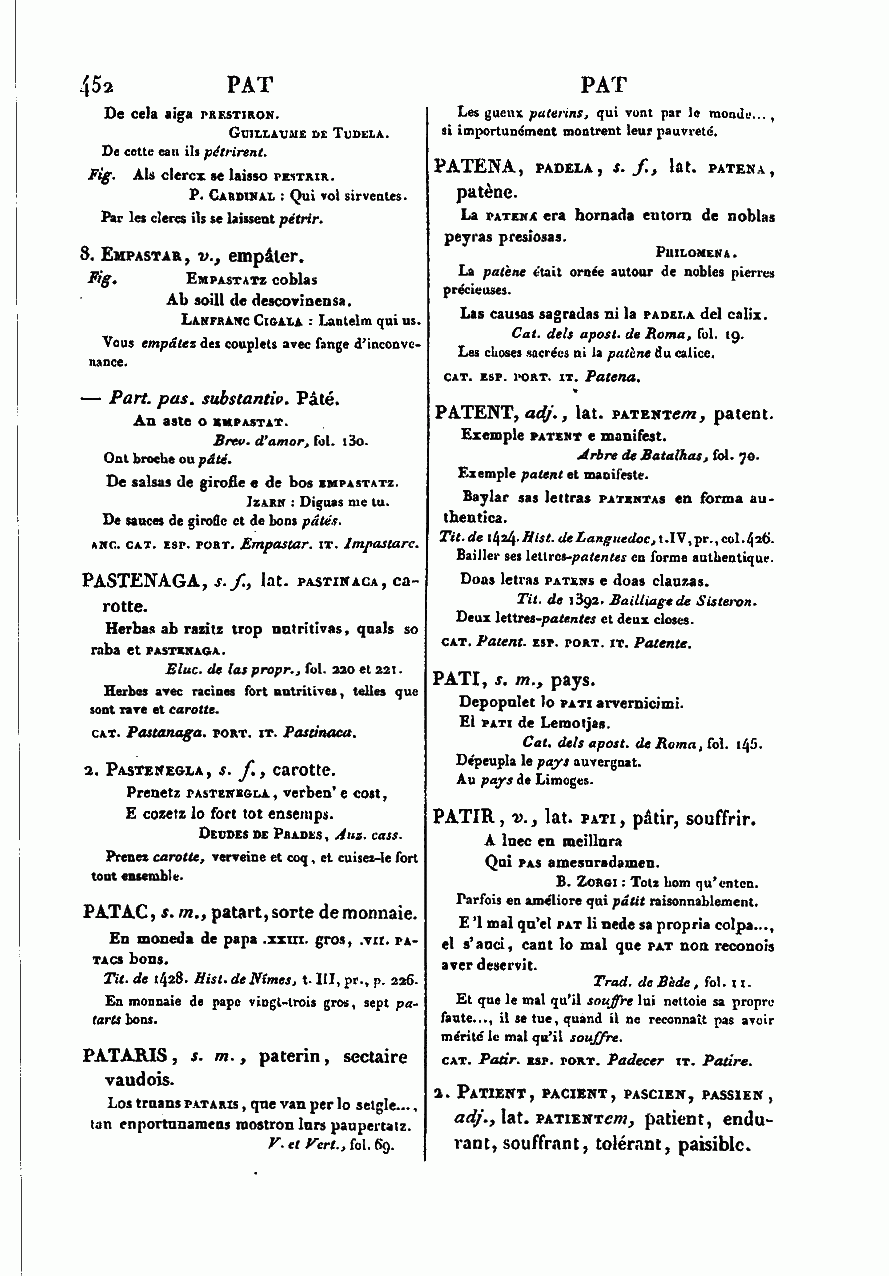 452 PAT PAT
De cela aiga PRESTIRON.
GUILLAUME DE TUDELA.
De cette eau ils pétrirent.
Fig. Als clercx se laisso PESTRIR.
P. CARDINAL : Qui vol sirventes.
Par les clercs ils se laissent pétrir.
8. EMPASTAR, v., empâter.
Fig. EMPASTATZ coblas
Ab soill de descovinensa.
LANFRANC CIGALA : Lantelm qui us.
Vous empâtez des couplets avec fange d'inconve-
nance.
— Part. pas. substantiv. Pâté.
An aste o EMPASTAT.
Brev. d'amor, fol. 130.
Ont broche ou pâté.
De salsas de girofle e de bos EMPASTATZ.
IZARN : Diguas me tu.
De sauces de girofle et de bons pâtés.
ANC. CAT. ESP. PORT. Empastar. IT. Impastare.
PASTENAGA, s. f., lat. PASTINACA, ca-
rotte.
Herbas ab razitz trop nutritivas, quals so
raba et PASTENAGA.
Eluc. de las propr., fol. 220 et 221.
Herbes avec racines fort nutritives, telles que
sont rave et carotte.
CAT. Pastanaga. PORT. IT. Pastinaca.
2. PASTENEGLA, s. f., carotte.
Prenetz PASTENEGLA, verben' e cost,
E cozetz lo fort tot ensemps.
DEUDES DE PRADES, Auz. cass.
Prenez carotte, verveine et coq, et cuisez-le fort
tout ensemble.
PATAC, s. m., patart, sorte de monnaie.
En moneda de papa .XXIII. gros, .VII. PA-
TACS bons.
Tit. de 1428. Hist. de Nîmes, t. III, pr., p. 226.
En monnaie de pape vingt-trois gros, sept pa-
tarts bons.
PATARIS, s. m., paterin, sectaire
vaudois.
Los truans PATARIS, que van per lo setgle...,
tan enportunamens mostron lurs paupertatz.
V. et Vert., fol. 69.
Les gueux paterins, qui vont par le monde...,
si importunément montrent leur pauvreté.
PATENA, PADELA, s. f., lat. PATENA,
patène.
La PATENA era hornada entorn de noblas
peyras presiosas.
PHILOMENA.
La patène était ornée autour de nobles pierres
précieuses.
Las causas sagradas ni la PADELA del calix.
Cat. dels apost. de Roma, fol. 19.
Les choses sacrées ni la patène du calice.
CAT. ESP. PORT. IT. Patena.
PATENT, adj., lat. PATENTem, patent.
Exemple PATENT e manifest.
Arbre de Batalhas, fol. 70.
Exemple patent et manifeste.
Baylar sas lettras PATENTAS en forma au-
thentica.
Tit. de 1424. Hist. de Languedoc, t. IV, pr., col. 426.
Bailler ses lettres-patentes en forme authentique.
Doas letras PATENS e doas clauzas.
Tit. de 1392. Bailliage de Sisteron.
Deux lettres-patentes et deux closes.
CAT. Patent. ESP. PORT. IT. Patente.
PATI, s. m., pays.
Depopulet lo PATI arvernicimi.
El PATI de Lemotjas.
Cat. dels apost. de Roma, fol. 145.
Dépeupla le pays auvergnat.
Au pays de Limoges.
PATIR, v., lat. PATI, pâtir, souffrir.
A luec en meillura
Qui PAS amesuradamen.
B. ZORGI : Totz hom qu'enten.
Parfois en améliore qui pâtit raisonnablement.
E'l mal qu'el PAT li nede sa propria colpa...,
el s'auci, cant lo mal que PAT non reconois
aver deservit.
Trad. de Bède, fol. 11.
Et que le mal qu'il souffre lui nettoie sa propre
faute..., il se tue, quand il ne reconnaît pas avoir
mérité le mal qu'il souffre.
CAT. Patir. ESP. PORT. Padecer IT. Patire.
2. PATIENT, PACIENT, PASCIEN, PASSIEN,
adj., lat. PATIENTem, patient, endu-
rant, souffrant, tolérant, paisible.